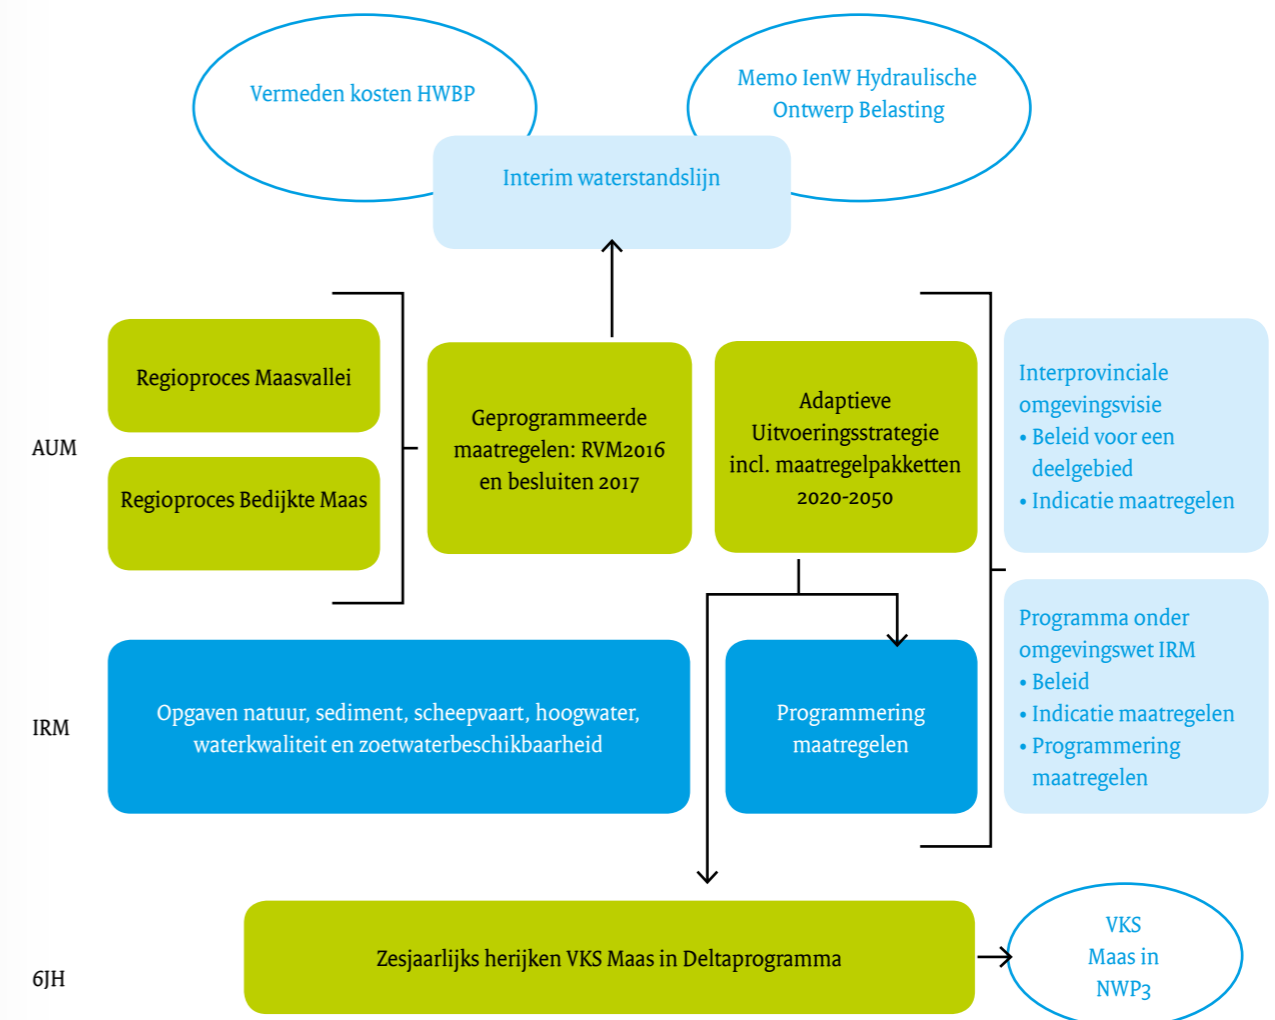 Vermeden kosten HWBP
Memo IenW Hydraulische
Ontwerp Belasting
Interim waterstandslijn
AUM
Regioproces Maasvallei
Regioproces Bedijkte Maas
Geprogrammeerde
maatregelen: RVM2016
en besluiten 2017
Adaptieve
Uitvoeringsstrategie
incl. maatregelpakketten
2020-2050
Interprovinciale
omgevingsvisie
• Beleid voor een
deelgebied
• Indicatie maatregelen
IRM
Opgaven natuur, sediment, scheepvaart, hoogwater,
waterkwaliteit en zoetwaterbeschikbaarheid
Programmering
maatregelen
Programma onder
omgevingswet IRM
• Beleid
• Indicatie maatregelen
• Programmering
maatregelen
6JH
Zesjaarlijks herijken VKS Maas in Deltaprogramma
VKS
Maas in
NWP3